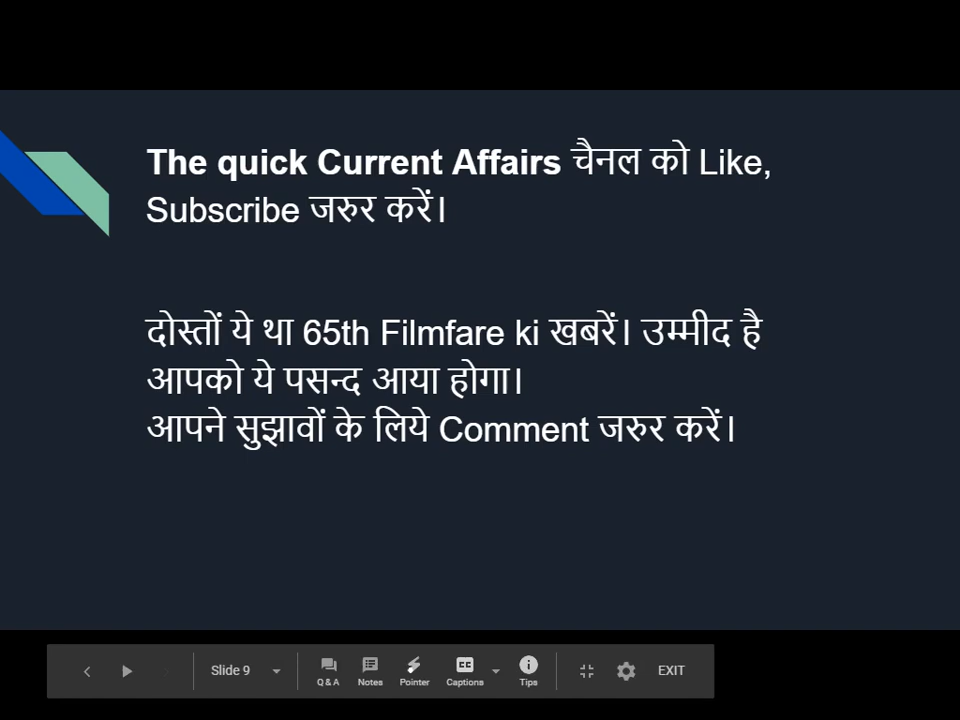 The quick Current Affairs चैनल को Like,
Subscribe जरुर करें।
दोस्तों ये था 65th Filmfare ki खबरें। उम्मीद है
आपको ये पसन्द आया होगा।
आपने सुझावों के लिये Comment जरुर करें।
Slide 9
Q & A
Notes
Pointer
CC
Captions
Tips
EXIT